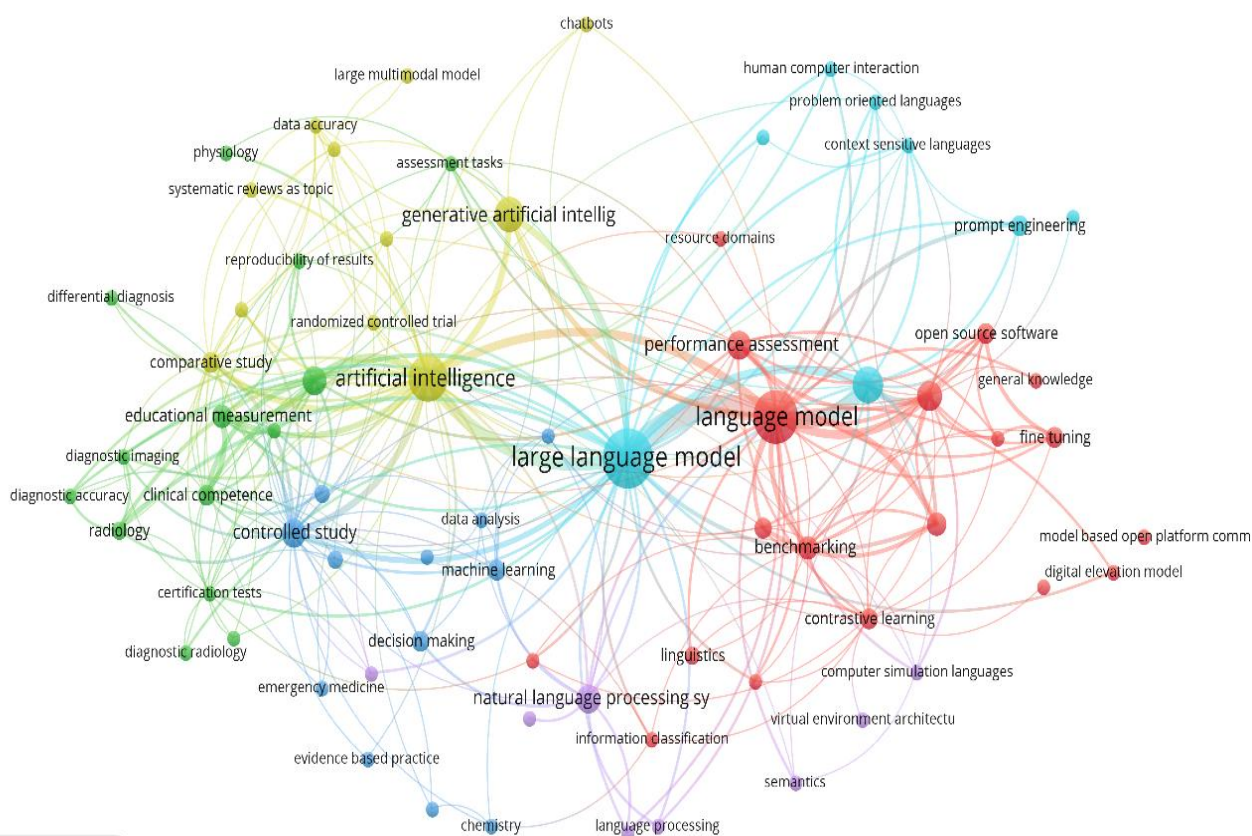 chatbots
large multimodal model
human computer interaction
problem oriented languages
data accuracy
context sensitive languages
physiology
assessment tasks
systematic reviews as topic
generative artificial intellig
prompt engineering
resource domains
reproducibility of results
differential diagnosis
randomized controlled trial
open source software
performance assessment
comparative study
artificial intelligence
general knowledge
educational measurement
language model
fine tuning
diagnostic imaging
large language model
diagnostic accuracy
clinical competence
data analysis
radiology
controlled study
model based open platform comm
benchmarking
machine learning
digital elevation model
certification tests
contrastive learning
decision making
diagnostic radiology
linguistics
computer simulation languages
emergency medicine
natural language processing sy
virtual environment architectu
information classification
evidence based practice
semantics
chemistry
language processing